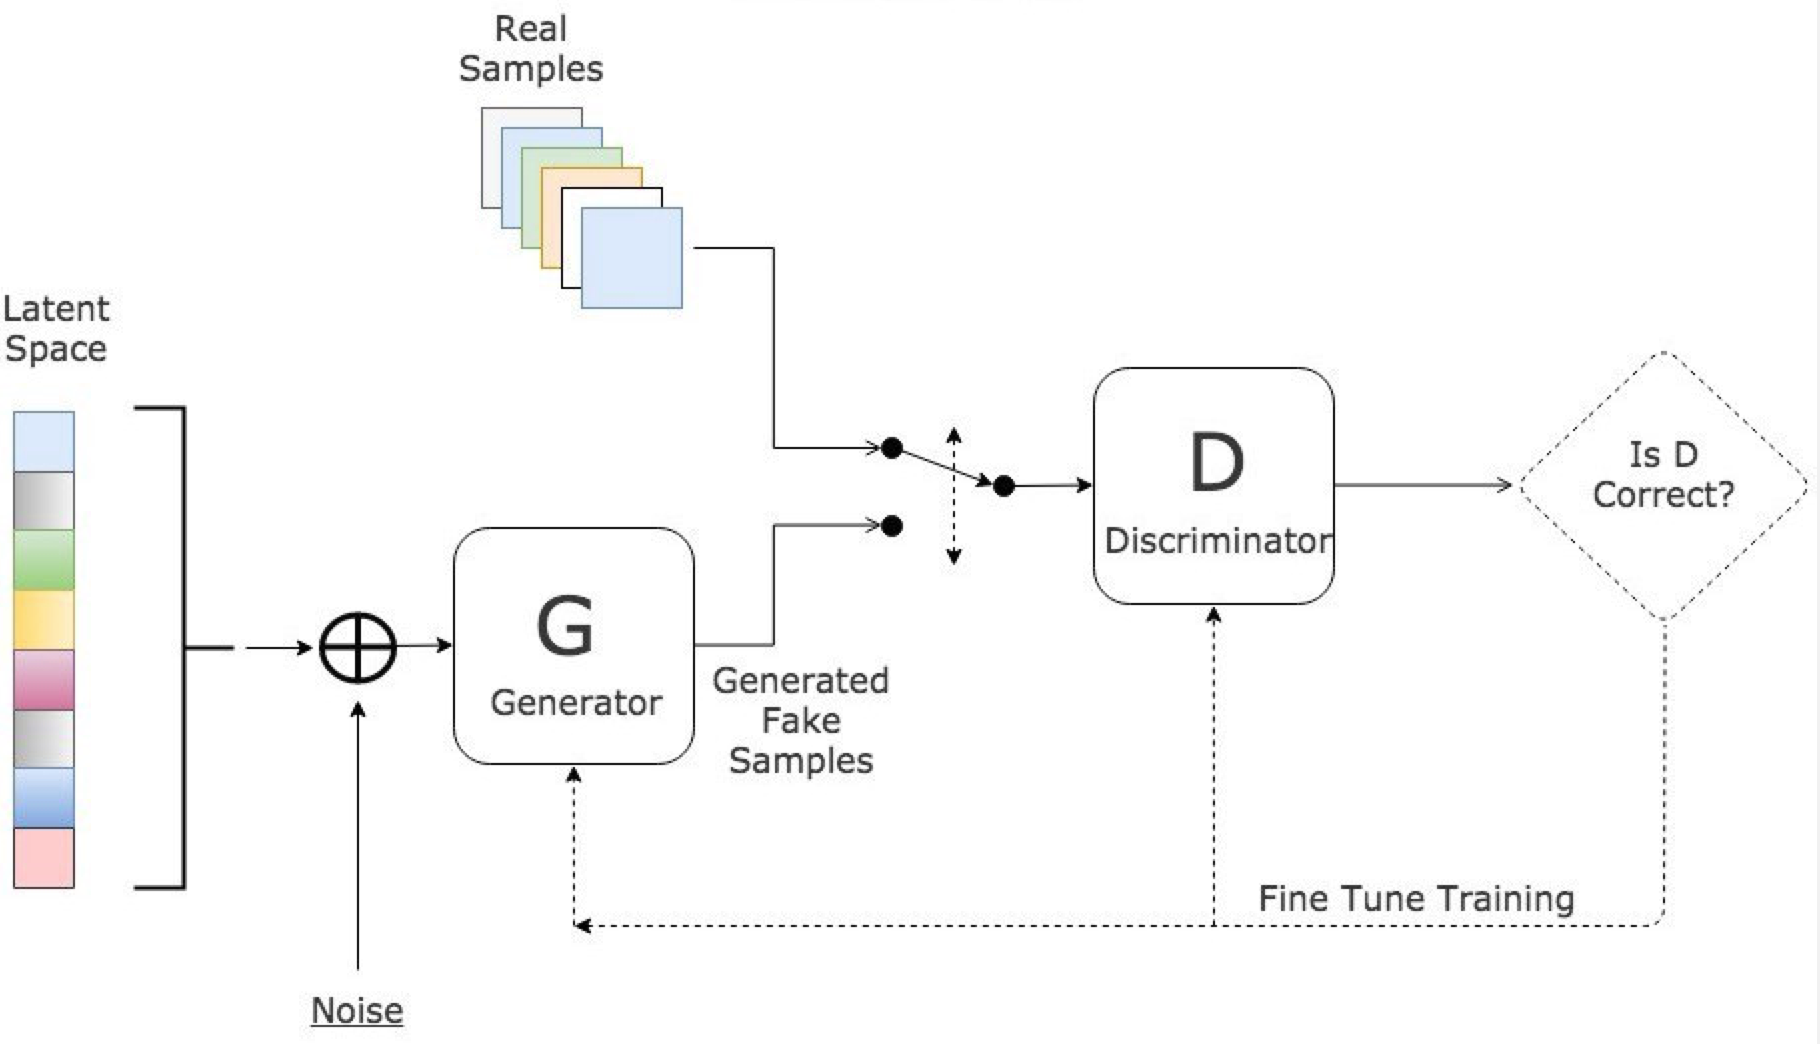 Real
Samples
Latent
Space
Is D
Correct?
D
Discriminator
G
Generator
Generated
Fake
Samples
Fine Tune Training
Noise